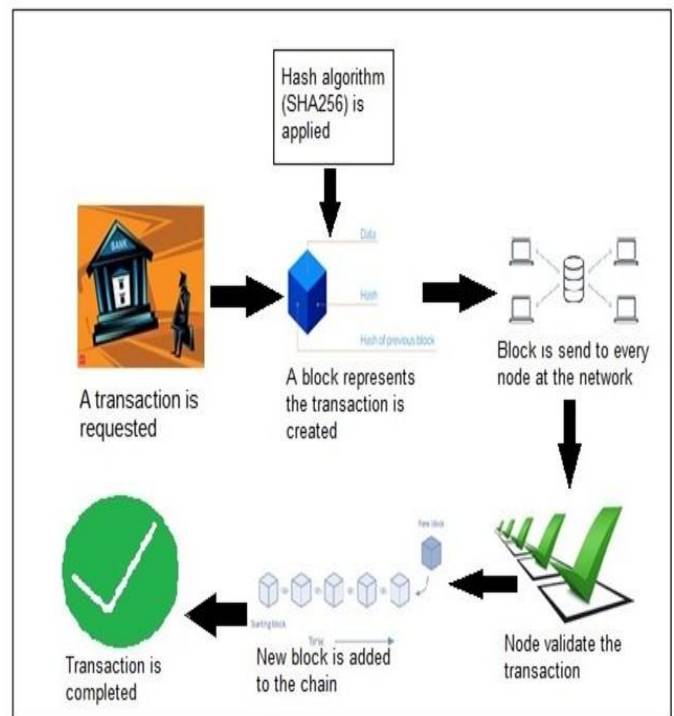 Hash algorithm
(SHA256) is
applied
BANK
A transaction is
requested
Data
Hash
Hash of previous block
A block represents
the transaction is
created
Block is send to every
node at the network
Node validate the
transaction
New block
Starting block
Time
New block is added
to the chain
Transaction is
completed